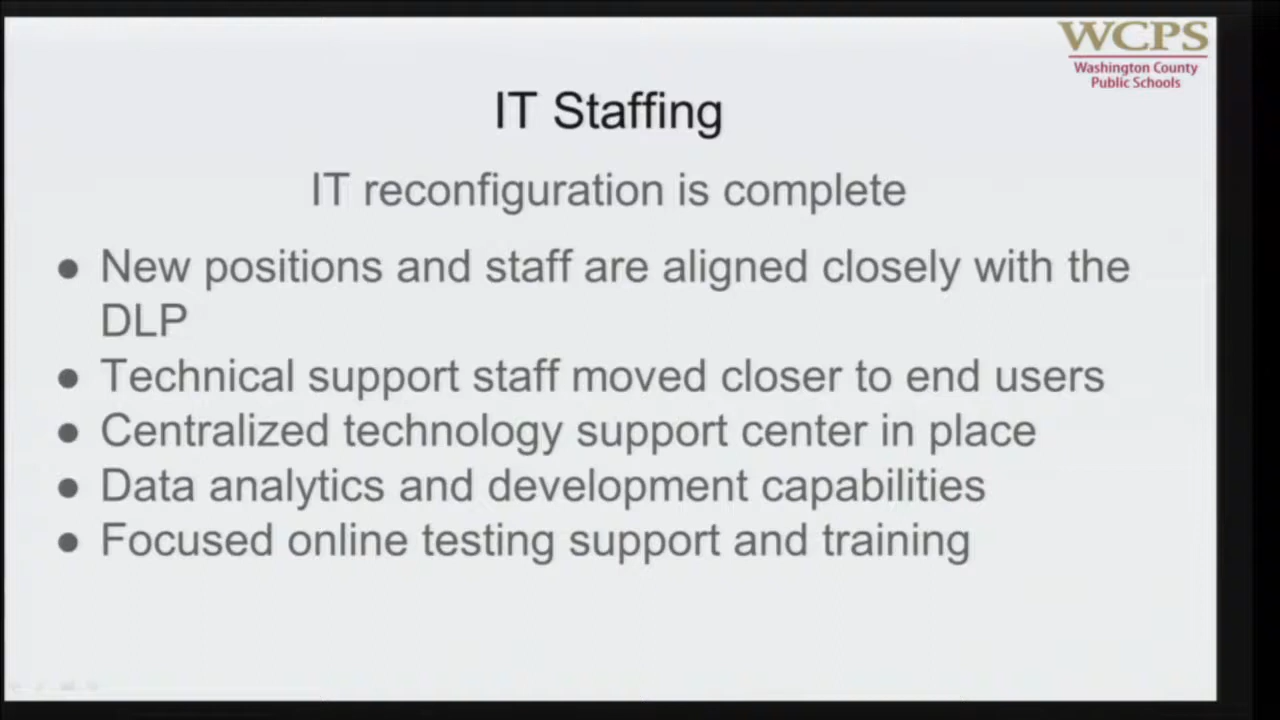 WCPS
Washington County
Public Schools
IT Staffing
IT reconfiguration is complete
● New positions and staff are aligned closely with the
DLP
● Technical support staff moved closer to end users
● Centralized technology support center in place
● Data analytics and development capabilities
● Focused online testing support and training